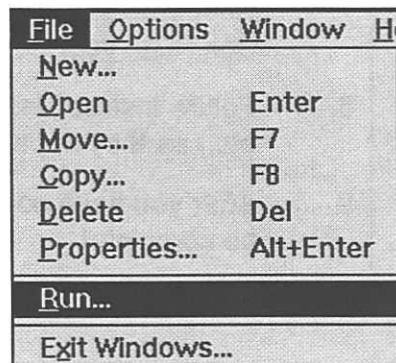 File Options Window H
New...
Open Enter
Move... F7
Copy... F8
Delete Del
Properties... Alt+Enter
Run...
Exit Windows...